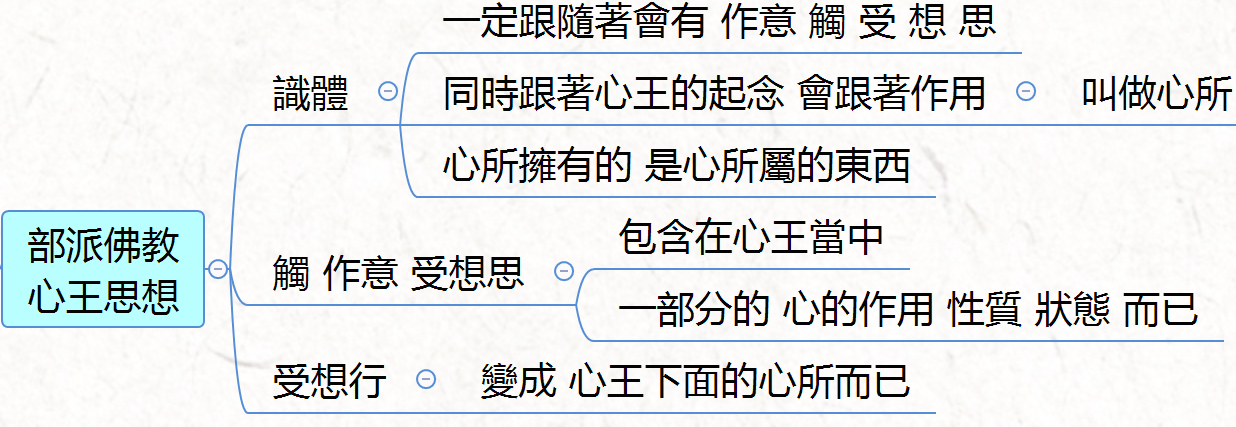 部派佛教
心王思想
識體
一定跟隨著會有 作意 觸 受 想 思
同時跟著心王的起念 會跟著作用
叫做心所
心所擁有的 是心所屬的東西
觸 作意 受想思
包含在心王當中
一部分的 心的作用 性質 狀態 而已
受想行
變成 心王下面的心所而已